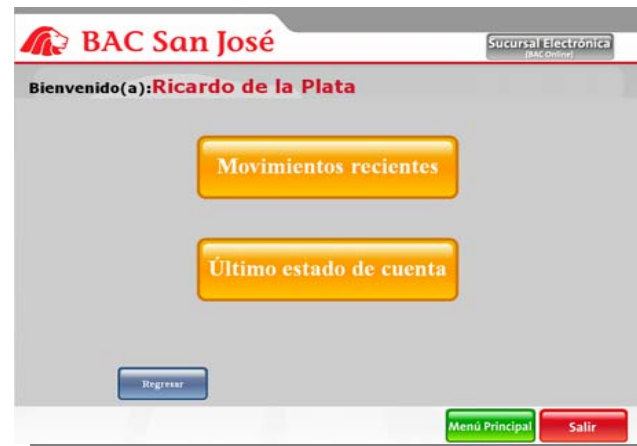 BAC San José
Sucursal Electrónica
(BAC Online)
Bienvenido(a):Ricardo de la Plata
Movimientos recientes
Último estado de cuenta
Regresar
Menú Principal
Salir